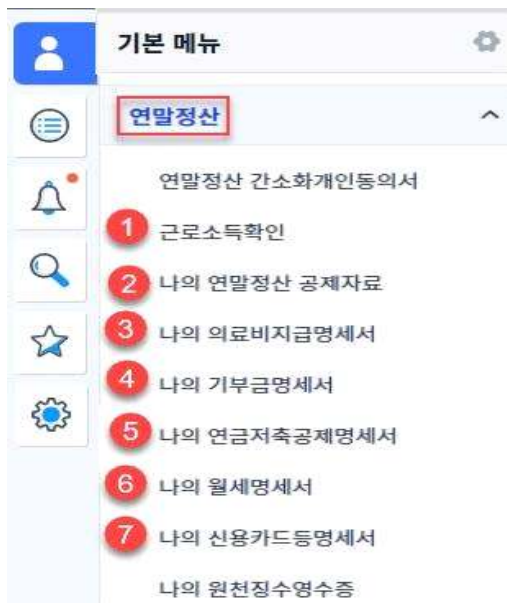 기본 메뉴
연말정산
연말정산 간소화개인동의서
1 근로소득확인
2 나의 연말정산 공제자료
3 나의 의료비지급명세서
4 나의 기부금명세서
5 나의 연금저축공제명세서
6 나의 월세명세서
7 나의 신용카드등명세서
나의 원천징수영수증